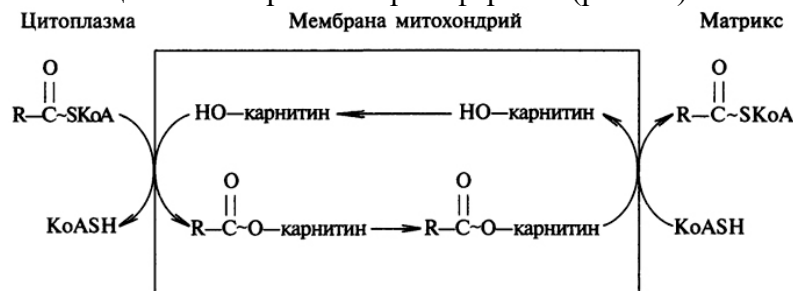 Цитоплазма Мембрана митохондрий Матрикс
O O
R—C~SKoA HO—карнитин HO—карнитин R—C~SKoA
O O
KoASH R—C~O—карнитин R—C~O—карнитин KoASH